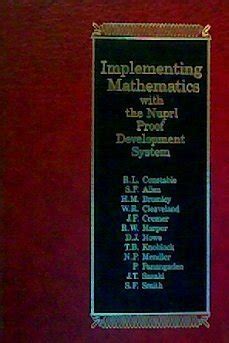 Implementing
Mathematics
with
the Nuprl
Proof
Development
System
R.L. Constable
S.F. Allen
H.M. Bromley
W.R. Cleaveland
J.F. Cremer
R.W. Harper
D.J. Howe
T.B. Knoblock
N.P. Mendler
P. Panangaden
J.T. Sasaki
S.F. Smith